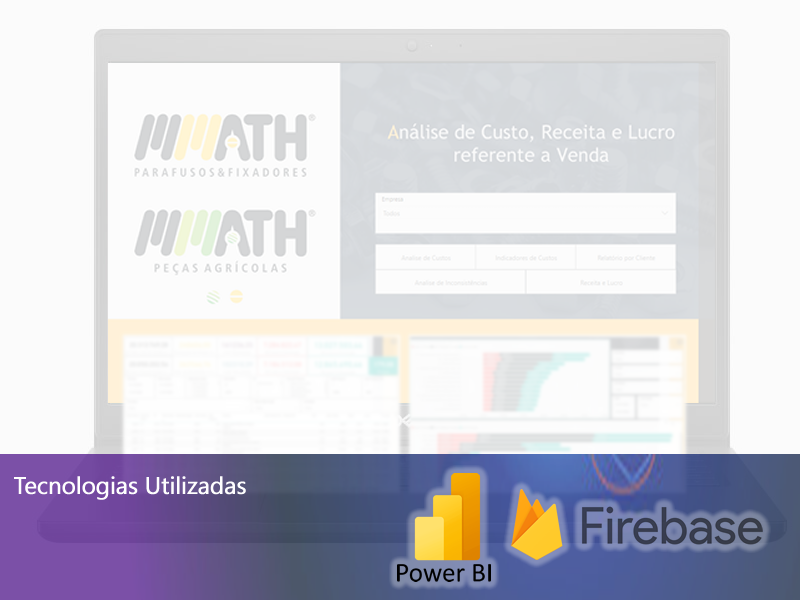 MMATH®
PARAFUSOS&FIXADORES
MMATH®
PEÇAS AGRÍCOLAS
Análise de Custo, Receita e Lucro
referente a Venda
Empresa
Todos
Análise de Custos
Indicadores de Custos
Relatório por Cliente
Análise de Inconsistências
Receita e Lucro
Tecnologias Utilizadas
Power BI
Firebase